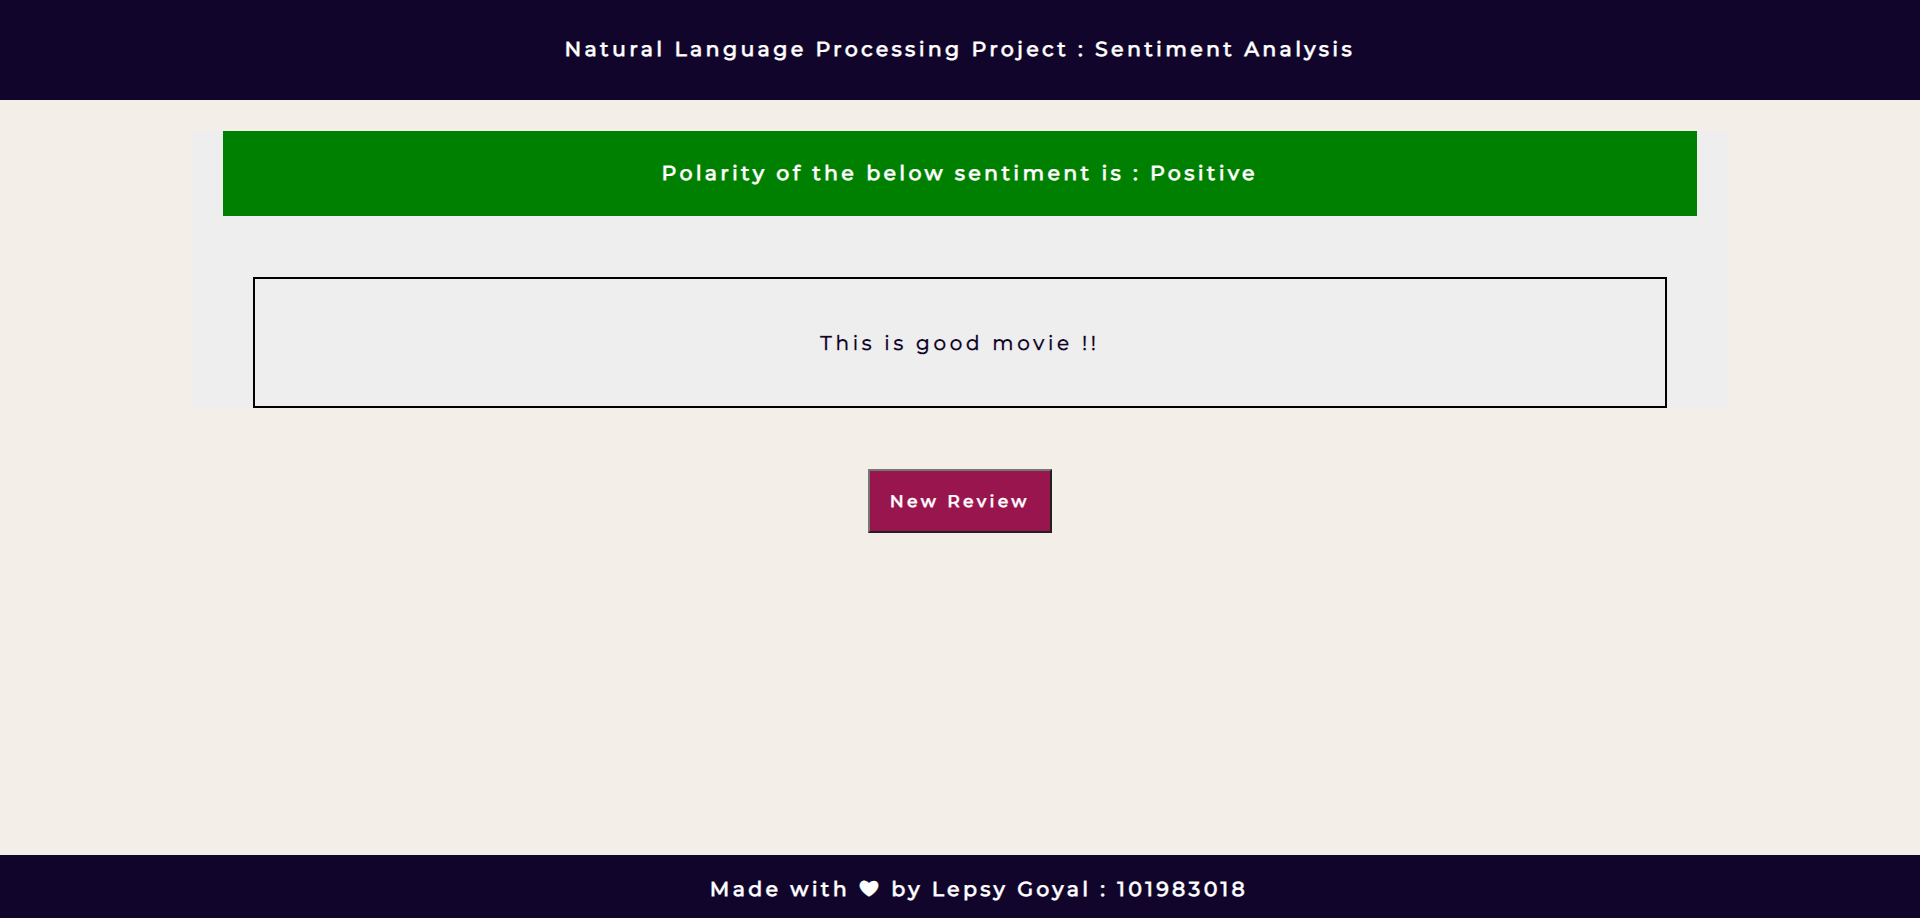 Natural Language Processing Project : Sentiment Analysis
Polarity of the below sentiment is : Positive
This is good movie !!
New Review
Made with ♥ by Lepsy Goyal : 101983018